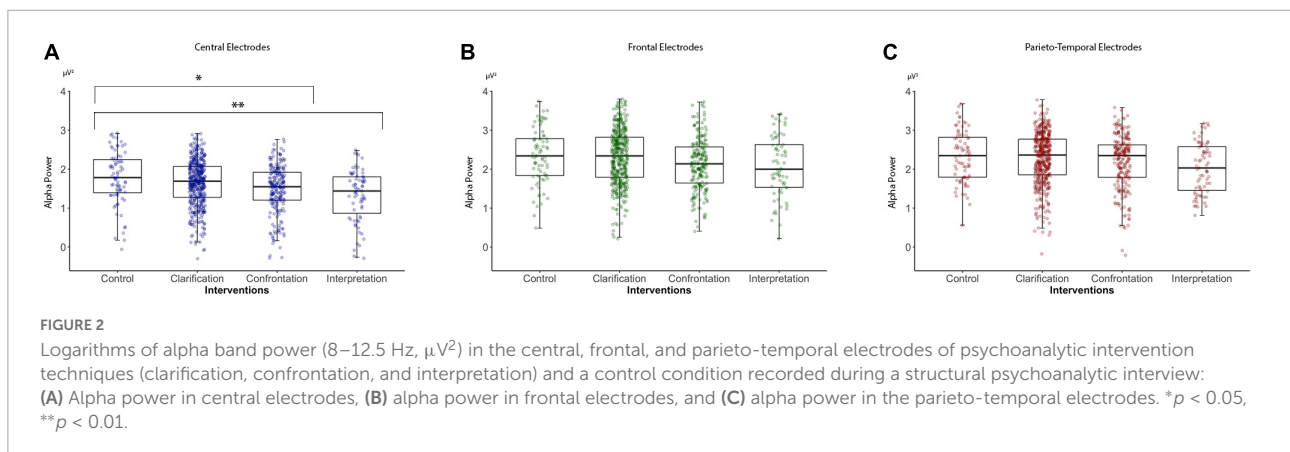 A
Central Electrodes
μV²
*
**
4
3
2
1
0
Alpha Power
Control Clarification Confrontation Interpretation
Interventions
B
Frontal Electrodes
μV²
4
3
2
1
0
Alpha Power
Control Clarification Confrontation Interpretation
Interventions
C
Parieto-Temporal Electrodes
μV²
4
3
2
1
0
Alpha Power
Control Clarification Confrontation Interpretation
Interventions
FIGURE 2
Logarithms of alpha band power (8–12.5 Hz, μV²) in the central, frontal, and parieto-temporal electrodes of psychoanalytic intervention
techniques (clarification, confrontation, and interpretation) and a control condition recorded during a structural psychoanalytic interview:
(A) Alpha power in central electrodes, (B) alpha power in frontal electrodes, and (C) alpha power in the parieto-temporal electrodes. *p < 0.05,
**p < 0.01.